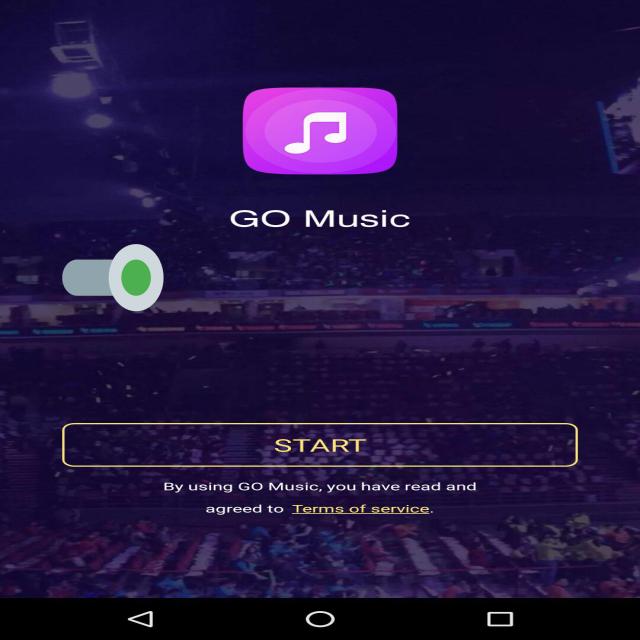 GO Music
START
By using GO Music, you have read and
agreed to Terms of service.